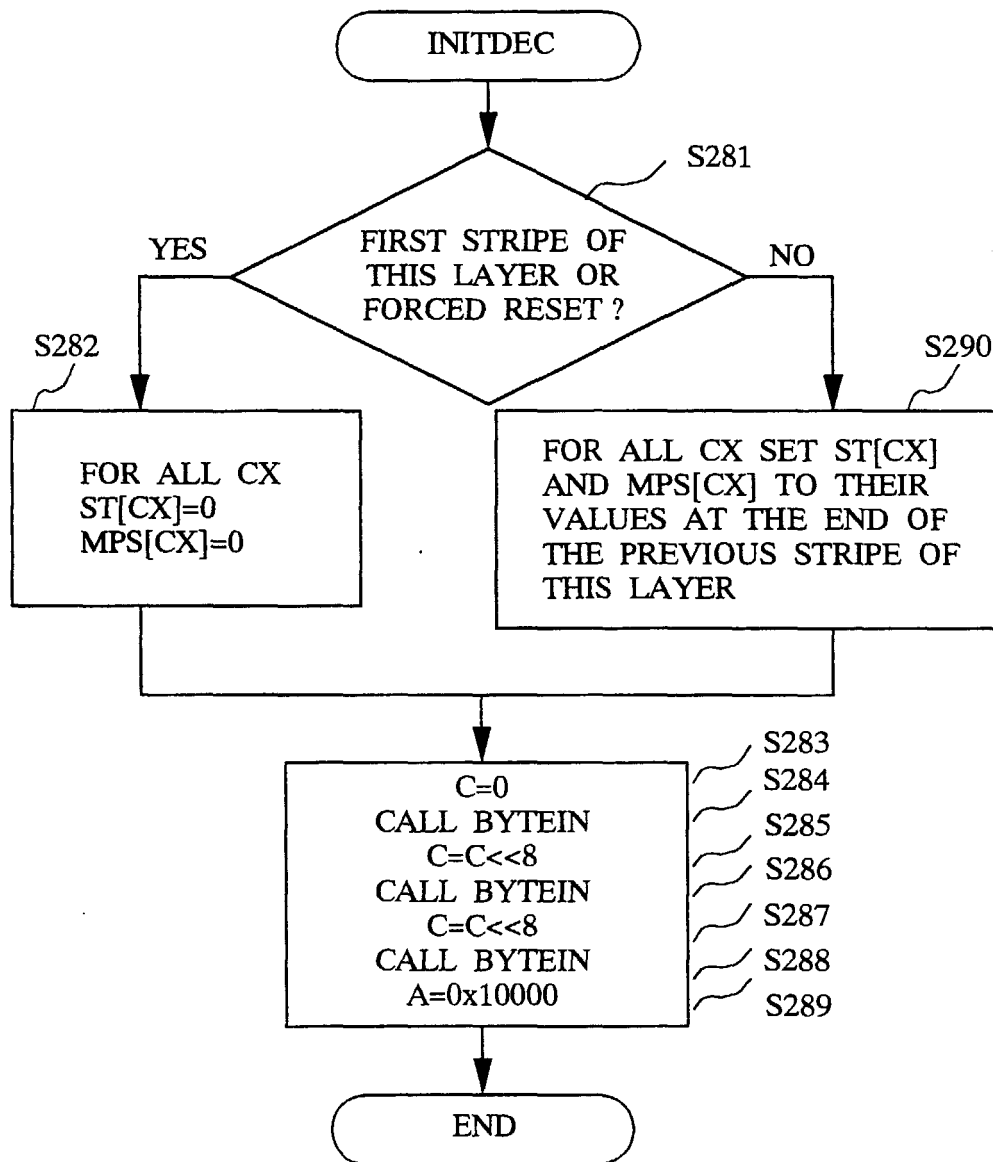 INITDEC
S281
FIRST STRIPE OF
THIS LAYER OR
FORCED RESET ?
YES
NO
S282
FOR ALL CX
ST[CX]=0
MPS[CX]=0
S290
FOR ALL CX SET ST[CX]
AND MPS[CX] TO THEIR
VALUES AT THE END OF
THE PREVIOUS STRIPE OF
THIS LAYER
C=0
S283
CALL BYTEIN
S284
C=C<<8
S285
CALL BYTEIN
S286
C=C<<8
S287
CALL BYTEIN
S288
A=0x10000
S289
END